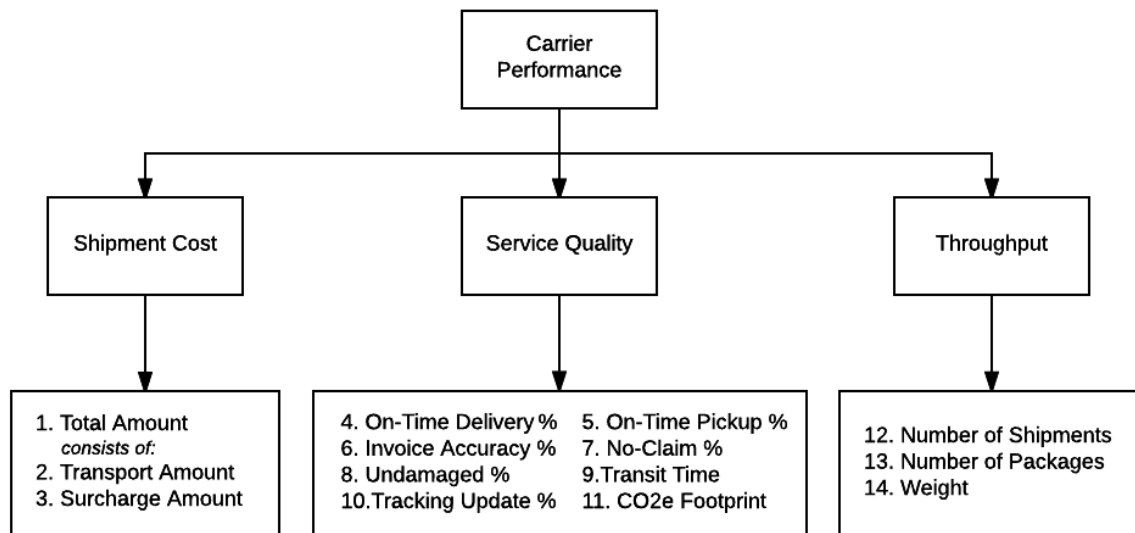 Carrier
Performance
Shipment Cost
Service Quality
Throughput
1. Total Amount
consists of:
2. Transport Amount
3. Surcharge Amount
4. On-Time Delivery % 5. On-Time Pickup %
6. Invoice Accuracy % 7. No-Claim %
8. Undamaged % 9.Transit Time
10.Tracking Update % 11. CO2e Footprint
12. Number of Shipments
13. Number of Packages
14. Weight